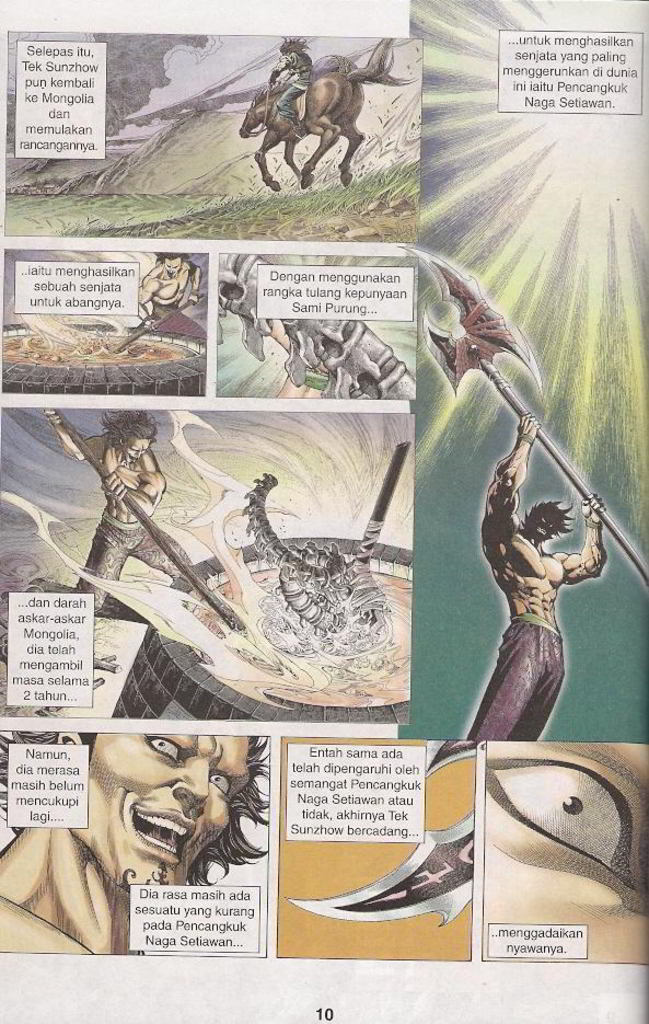 Selepas itu,
Tek Sunzhow
pun kembali
ke Mongolia
dan
memulakan
rancangannya.
..iaitu menghasilkan
sebuah senjata
untuk abangnya.
Dengan menggunakan
rangka tulang kepunyaan
Sami Purung...
...dan darah
askar-askar
Mongolia,
dia telah
mengambil
masa selama
2 tahun...
...untuk menghasilkan
senjata yang paling
menggerunkan di dunia
ini iaitu Pencangkuk
Naga Setiawan.
Namun,
dia merasa
masih belum
mencukupi
lagi....
Dia rasa masih ada
sesuatu yang kurang
pada Pencangkuk
Naga Setiawan...
Entah sama ada
telah dipengaruhi oleh
semangat Pencangkuk
Naga Setiawan atau
tidak, akhirnya Tek
Sunzhow bercadang...
..menggadaikan
nyawanya.
10